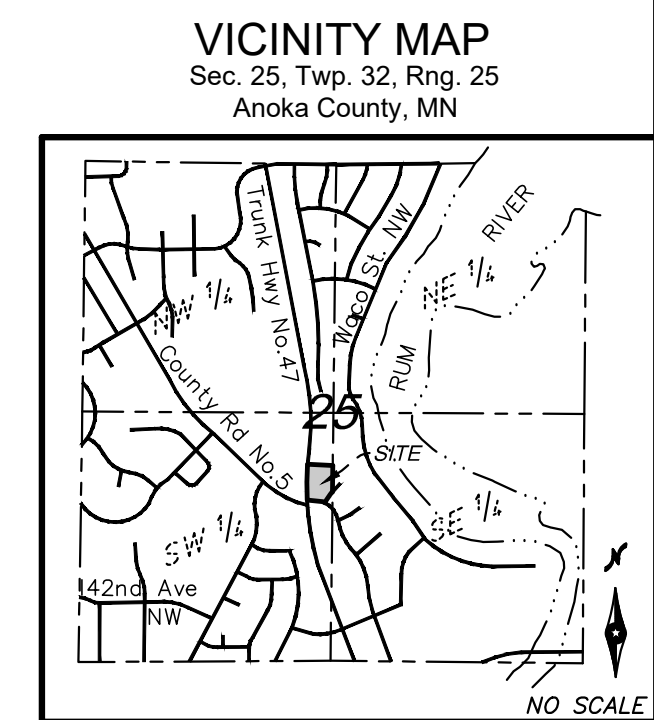 VICINITY MAP
Sec. 25, Twp. 32, Rng. 25
Anoka County, MN
Trunk Hwy No.47
Waco St. NW
RUM RIVER
NW 1/4
NE 1/4
County Rd No.5
25
SITE
SW 1/4
SE 1/4
142nd Ave
NW
N
NO SCALE